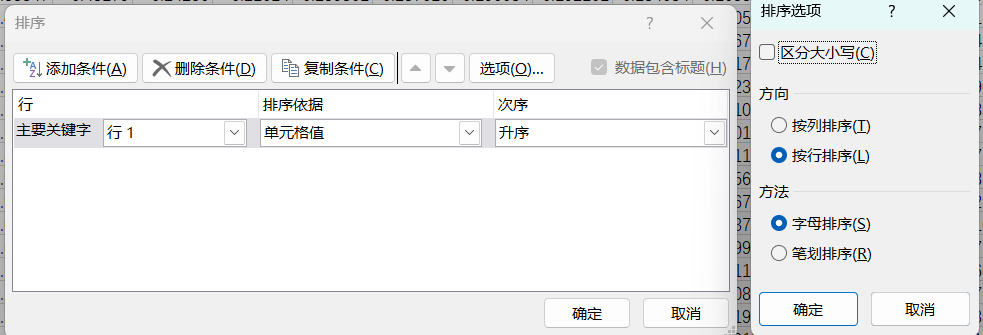 排序
添加条件(A) 删除条件(D) 复制条件(C) 选项(O)... 数据包含标题(H)
行 排序依据 次序
主要关键字 行 1 单元格值 升序
确定 取消
排序选项
区分大小写(C)
方向
按列排序(T)
按行排序(L)
方法
字母排序(S)
笔划排序(R)
确定 取消